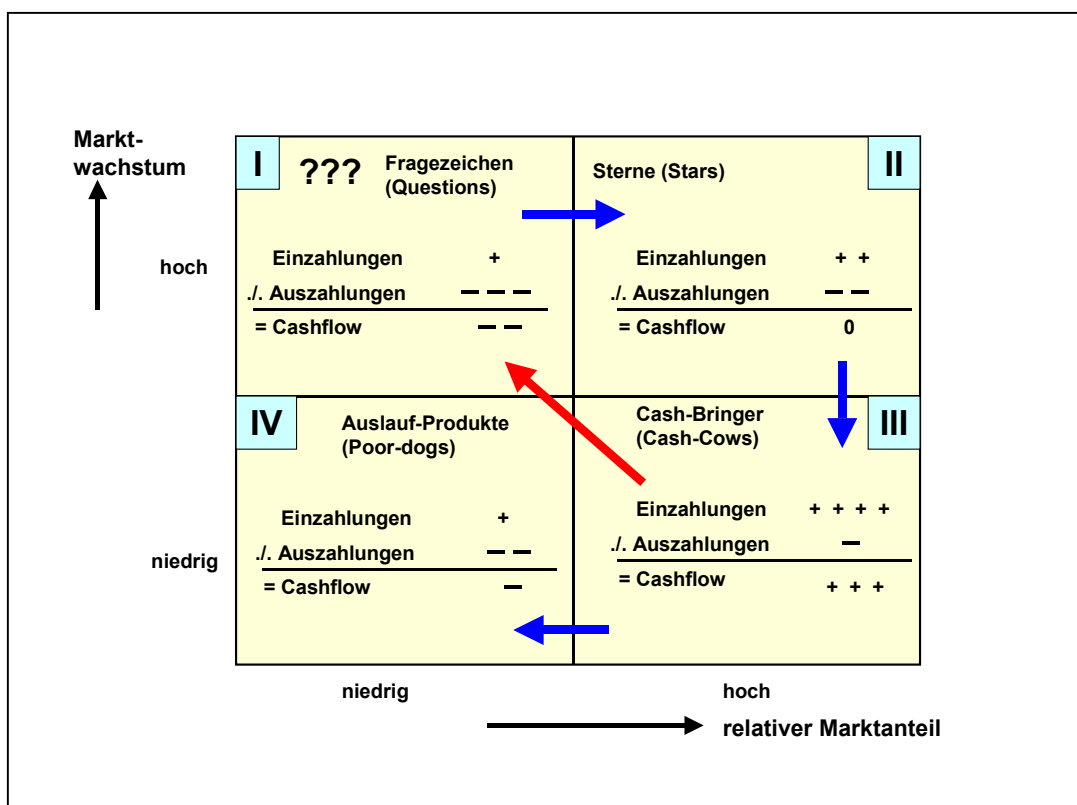 Markt-
wachstum
I
???
Fragezeichen
(Questions)
Sterne (Stars)
II
hoch
Einzahlungen +
./. Auszahlungen — — —
= Cashflow — —
Einzahlungen + +
./. Auszahlungen — —
= Cashflow 0
IV
Auslauf-Produkte
(Poor-dogs)
Cash-Bringer
(Cash-Cows)
III
niedrig
Einzahlungen +
./. Auszahlungen — —
= Cashflow —
Einzahlungen + + + +
./. Auszahlungen —
= Cashflow + + +
niedrig
hoch
relativer Marktanteil